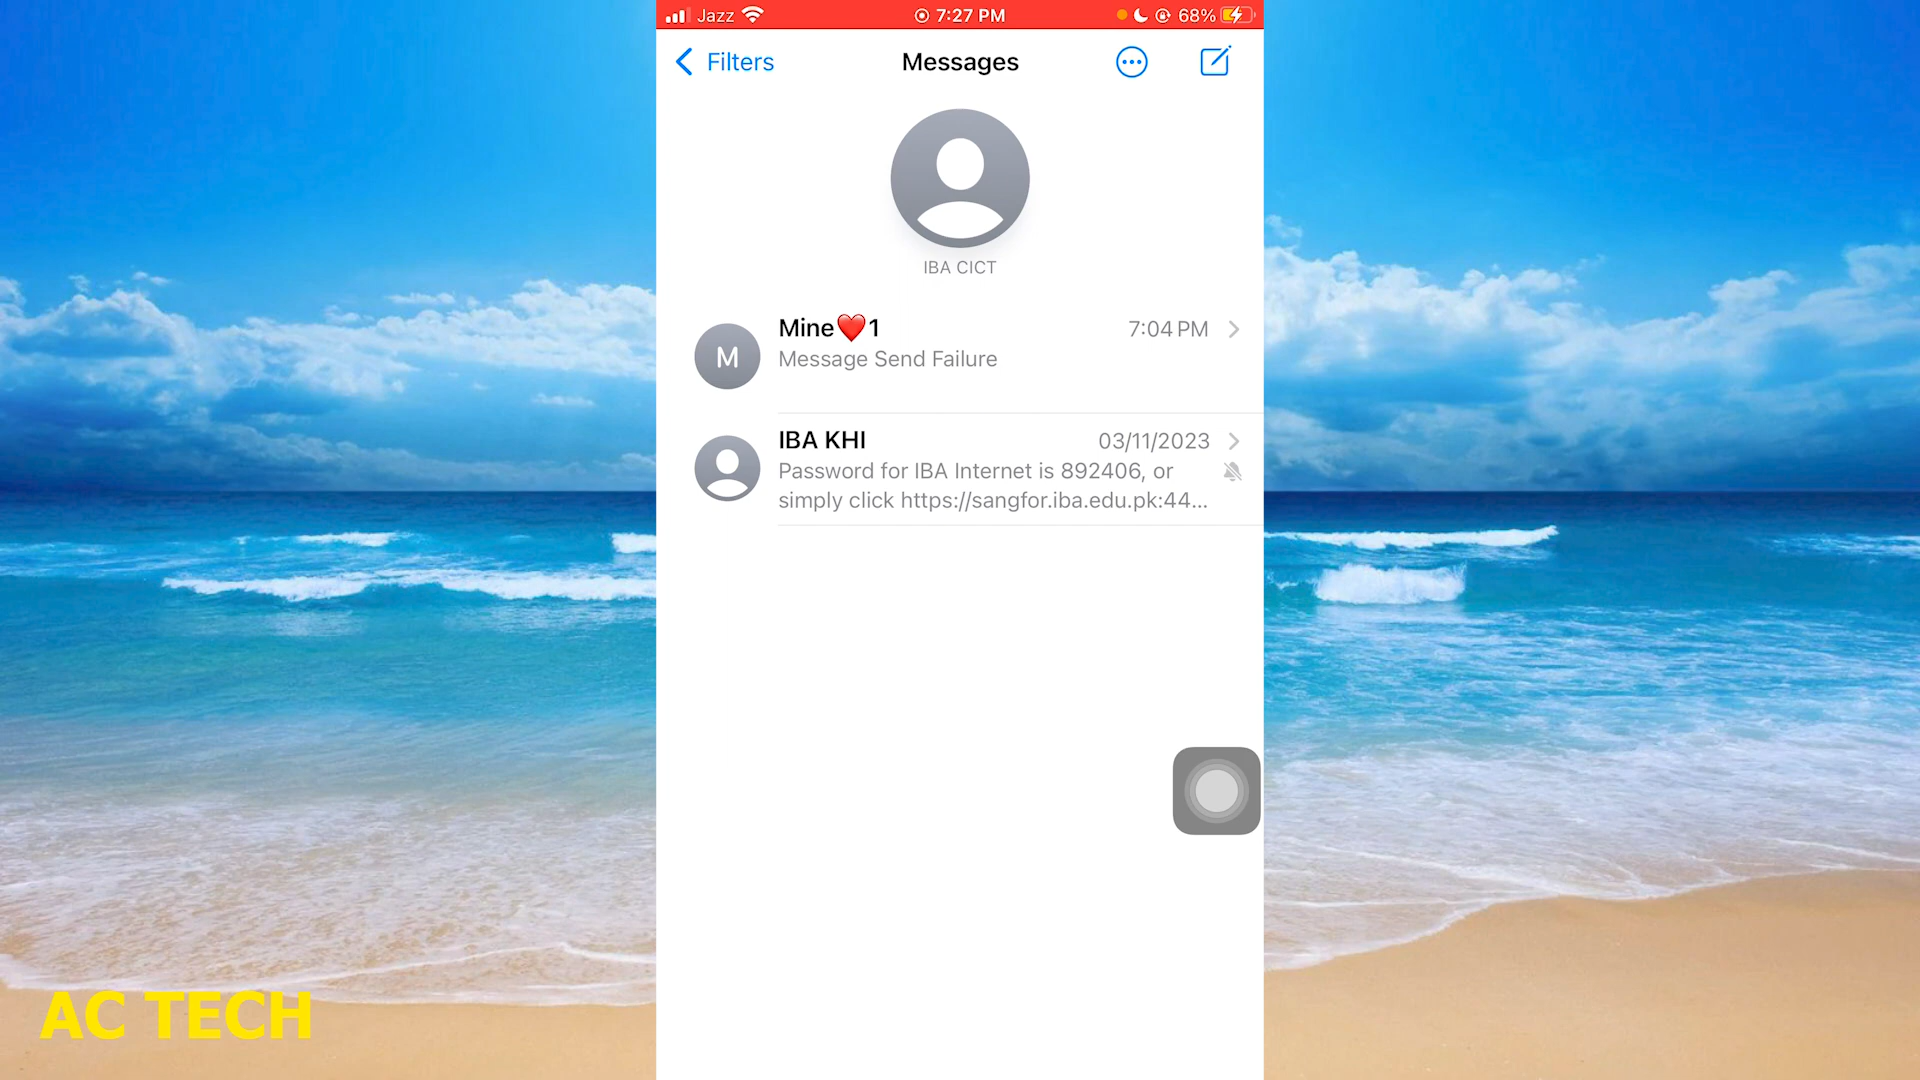 Jazz 7:27 PM 68%
Filters Messages
IBA CICT
Mine❤️1 7:04 PM
M
Message Send Failure
IBA KHI 03/11/2023
Password for IBA Internet is 892406, or
simply click https://sangfor.iba.edu.pk:44...
AC TECH